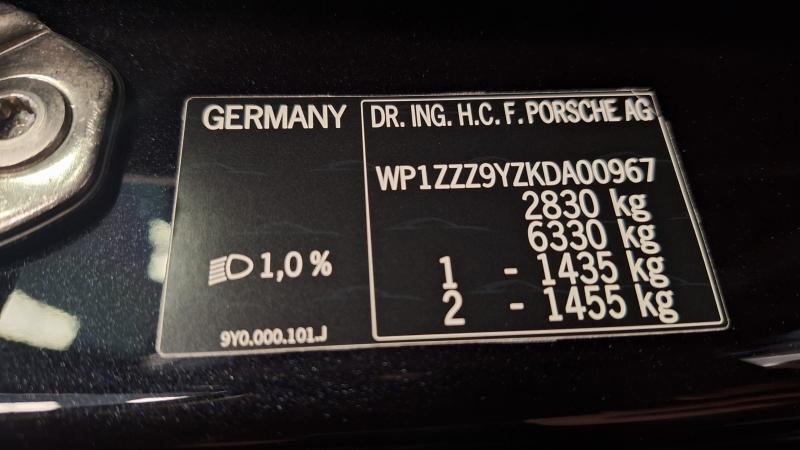 GERMANY
DR. ING. H.C. F. PORSCHE AG
WP1ZZZ9YZKDA00967
2830 kg
6330 kg
1 - 1435 kg
2 - 1455 kg
1,0 %
9Y0.000.101.J